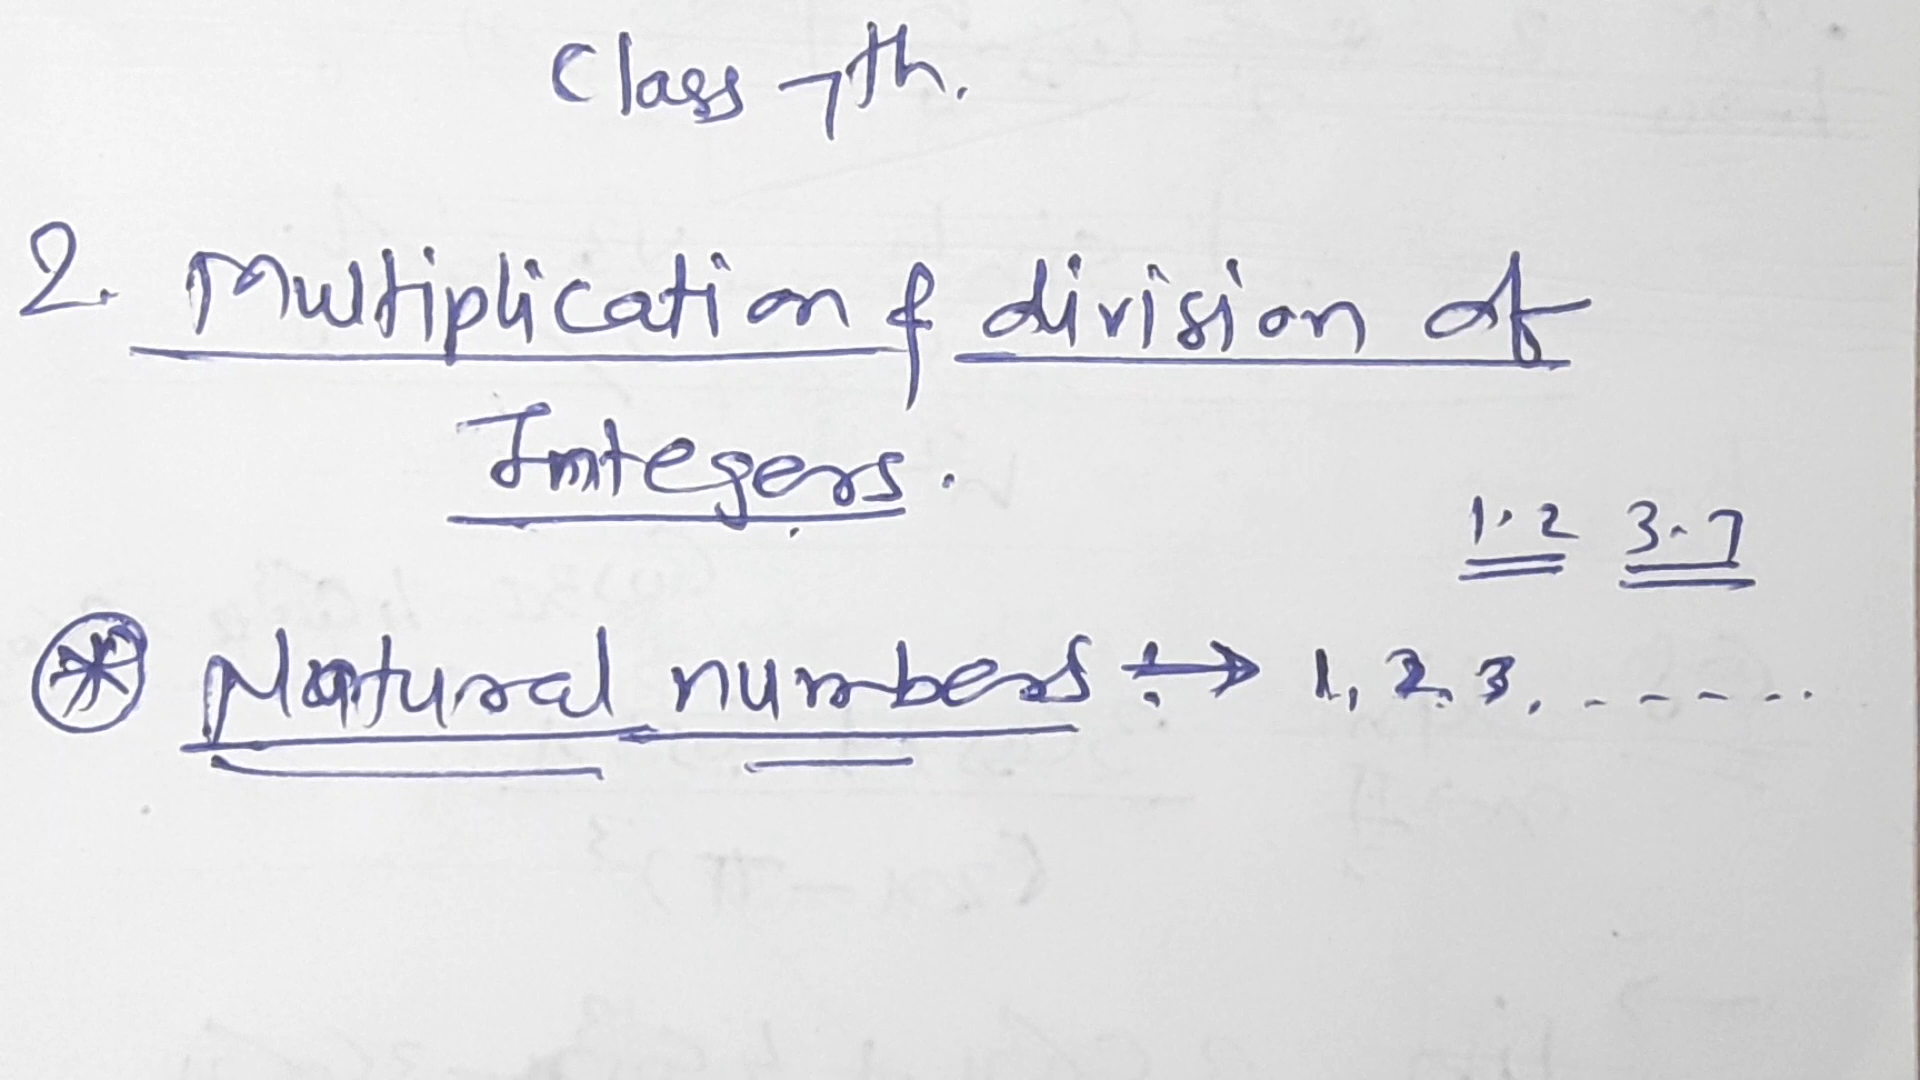 Class 7th.
2. Multiplication & division of
Integers.
1.2 3.7
* Natural numbers :→ 1, 2, 3, - - - - - ..